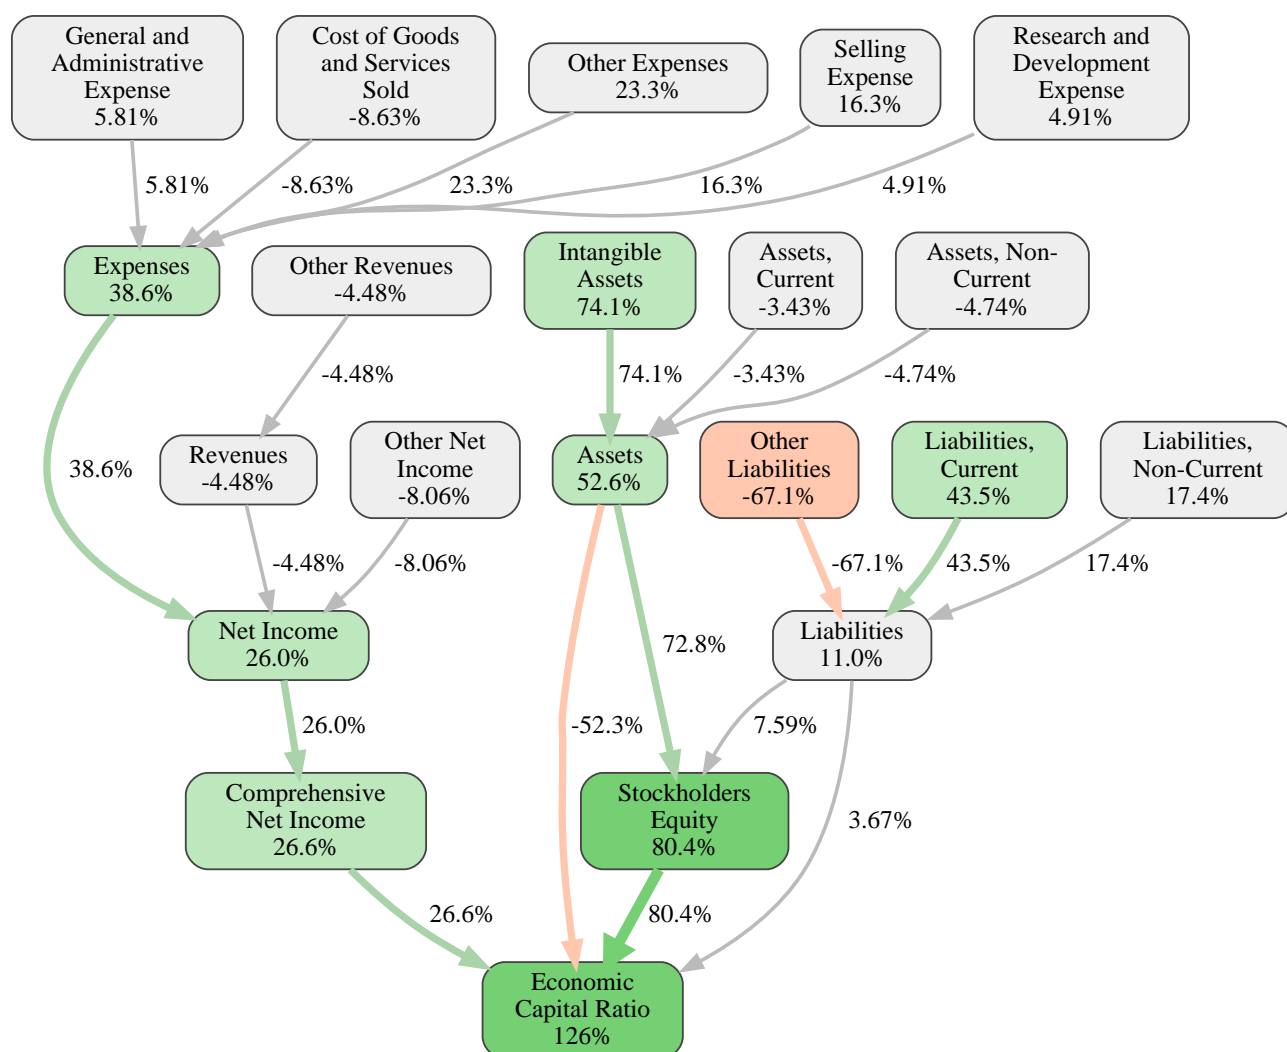 General and
Administrative
Expense
5.81%
Cost of Goods
and Services
Sold
-8.63%
Other Expenses
23.3%
Selling
Expense
16.3%
Research and
Development
Expense
4.91%
5.81%
-8.63%
23.3%
16.3%
4.91%
Expenses
38.6%
Other Revenues
-4.48%
Intangible
Assets
74.1%
Assets,
Current
-3.43%
Assets, Non-
Current
-4.74%
-4.48%
74.1%
-3.43%
-4.74%
38.6%
Revenues
-4.48%
Other Net
Income
-8.06%
Assets
52.6%
Other
Liabilities
-67.1%
Liabilities,
Current
43.5%
Liabilities,
Non-Current
17.4%
-4.48%
-8.06%
-67.1%
43.5%
17.4%
Net Income
26.0%
72.8%
Liabilities
11.0%
26.0%
-52.3%
7.59%
Comprehensive
Net Income
26.6%
Stockholders
Equity
80.4%
3.67%
26.6%
80.4%
Economic
Capital Ratio
126%